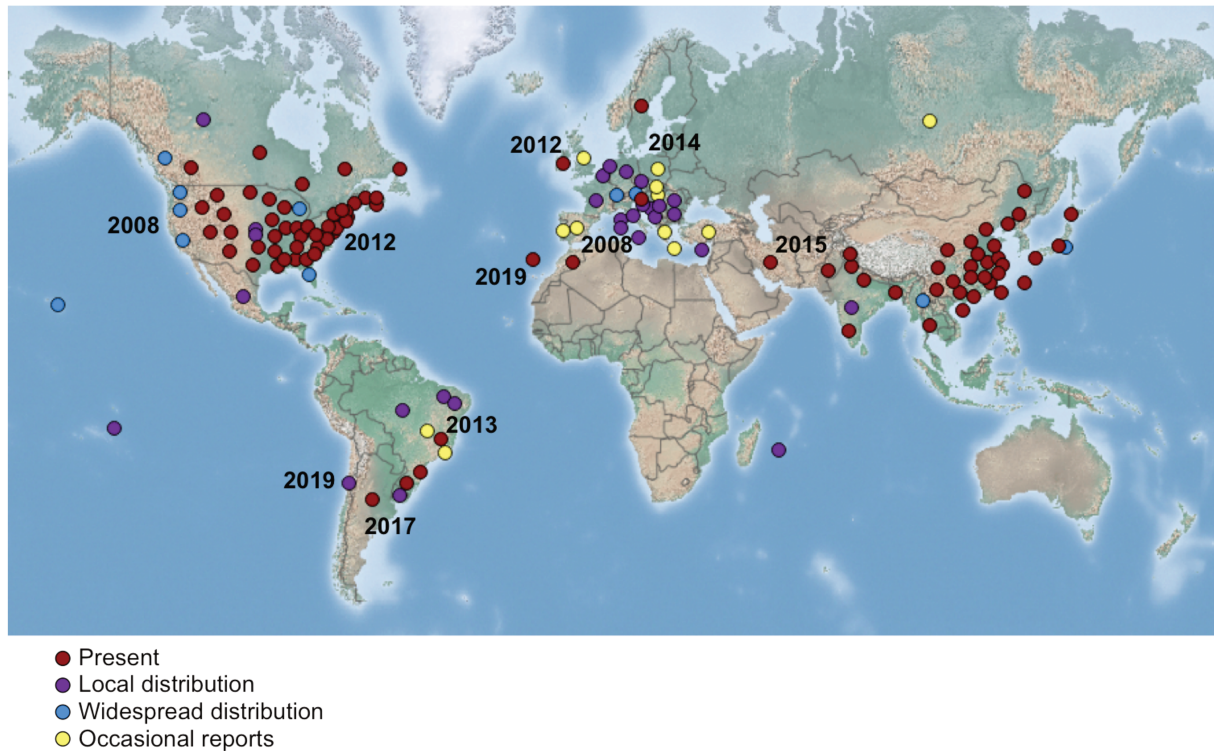 2012
2014
2008
2012
2008
2015
2019
2013
2019
2017
Present
Local distribution
Widespread distribution
Occasional reports